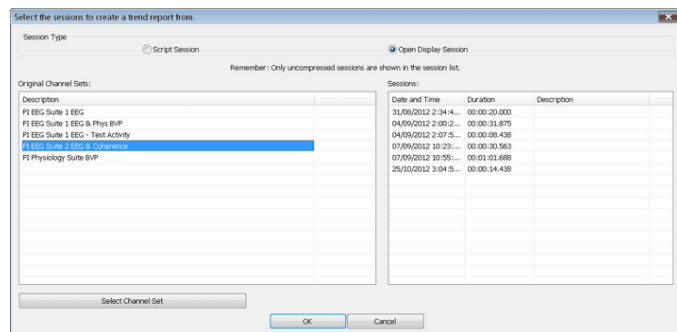 Select the sessions to create a trend report from.
Session Type
Script Session
Open Display Session
Remember: Only uncompressed sessions are shown in the session list.
Original Channel Sets:
Description
PI EEG Suite 1 EEG
PI EEG Suite 1 EEG & Phys BVP
PI EEG Suite 1 EEG - Test Activity
PI EEG Suite 2 EEG & Coherence
PI Physiology Suite BVP
Sessions:
Date and Time Duration Description
31/08/2012 2:34:4... 00:00:20.000
04/09/2012 2:00:2... 00:00:31.875
04/09/2012 2:07:5... 00:00:08.438
07/09/2012 10:23:... 00:00:30.563
07/09/2012 10:55:... 00:01:01.688
25/10/2012 3:04:5... 00:00:14.438
Select Channel Set
OK
Cancel